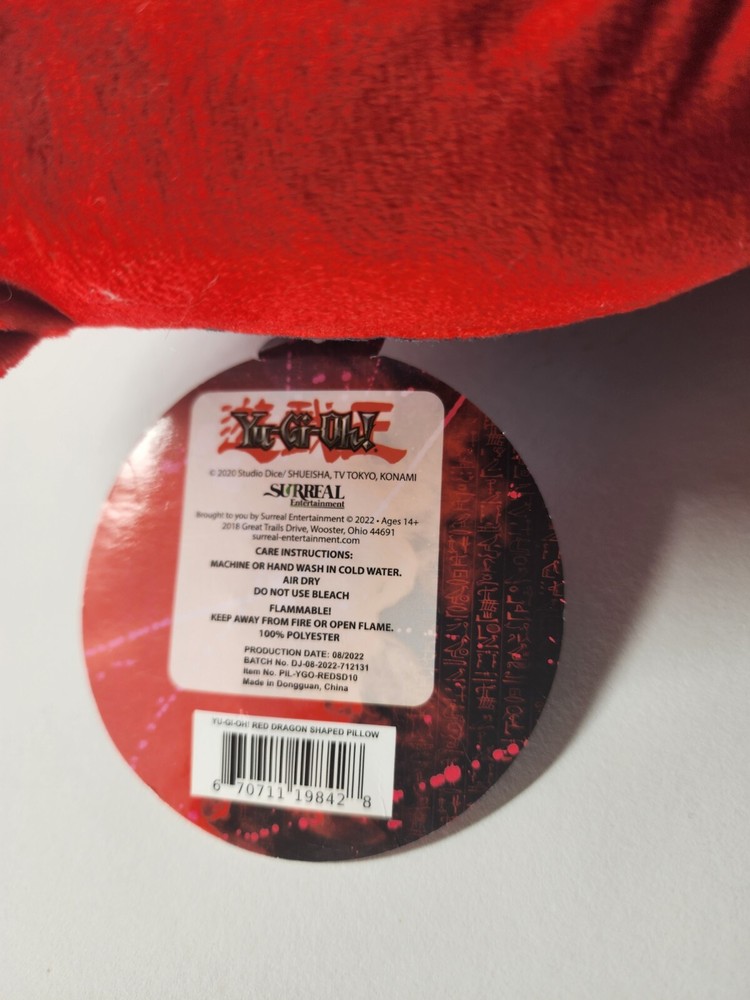 遊戯王
Yu-Gi-Oh!
© 2020 Studio Dice/ SHUEISHA, TV TOKYO, KONAMI
SURREAL
Entertainment
Brought to you by Surreal Entertainment © 2022 • Ages 14+
2018 Great Trails Drive, Wooster, Ohio 44691
surreal-entertainment.com
CARE INSTRUCTIONS:
MACHINE OR HAND WASH IN COLD WATER.
AIR DRY
DO NOT USE BLEACH
FLAMMABLE!
KEEP AWAY FROM FIRE OR OPEN FLAME.
100% POLYESTER
PRODUCTION DATE: 08/2022
BATCH No. DJ-08-2022-712131
Item No. PIL-YGO-REDSD10
Made in Dongguan, China
YU-GI-OH! RED DRAGON SHAPED PILLOW
6 70711 19842 8